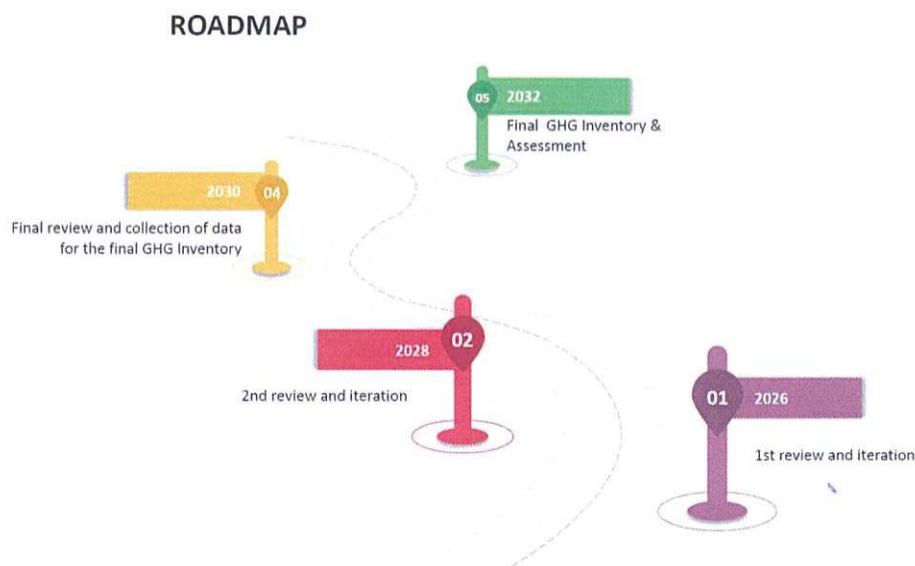 ROADMAP
05 2032
Final GHG Inventory &
Assessment
2030 04
Final review and collection of data
for the final GHG Inventory
2028 02
2nd review and iteration
01 2026
1st review and iteration